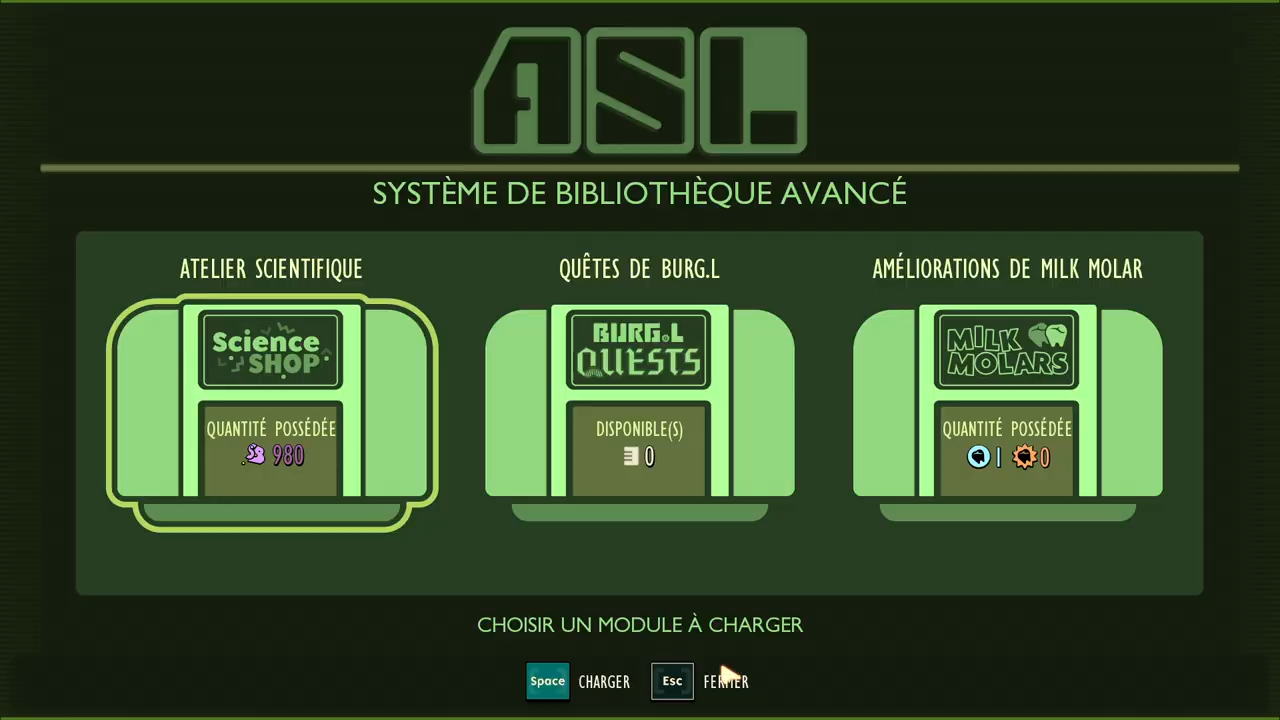 ASL
SYSTÈME DE BIBLIOTHÈQUE AVANCÉ
ATELIER SCIENTIFIQUE
Science
SHOP
QUANTITÉ POSSÉDÉE
980
QUÊTES DE BURG.L
BURG.L
QUESTS
DISPONIBLE(S)
0
AMÉLIORATIONS DE MILK MOLAR
MILK
MOLARS
QUANTITÉ POSSÉDÉE
1 0
CHOISIR UN MODULE À CHARGER
Space CHARGER Esc FERMER